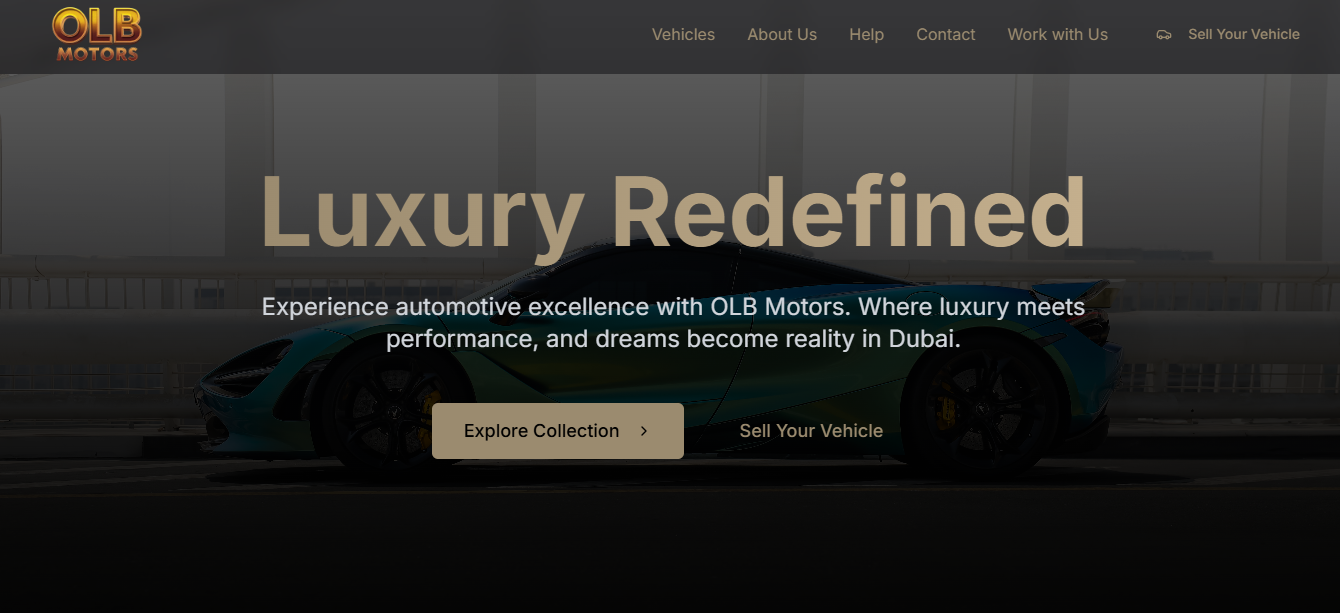 OLB
MOTORS
Vehicles About Us Help Contact Work with Us Sell Your Vehicle
Luxury Redefined
Experience automotive excellence with OLB Motors. Where luxury meets
performance, and dreams become reality in Dubai.
Explore Collection Sell Your Vehicle